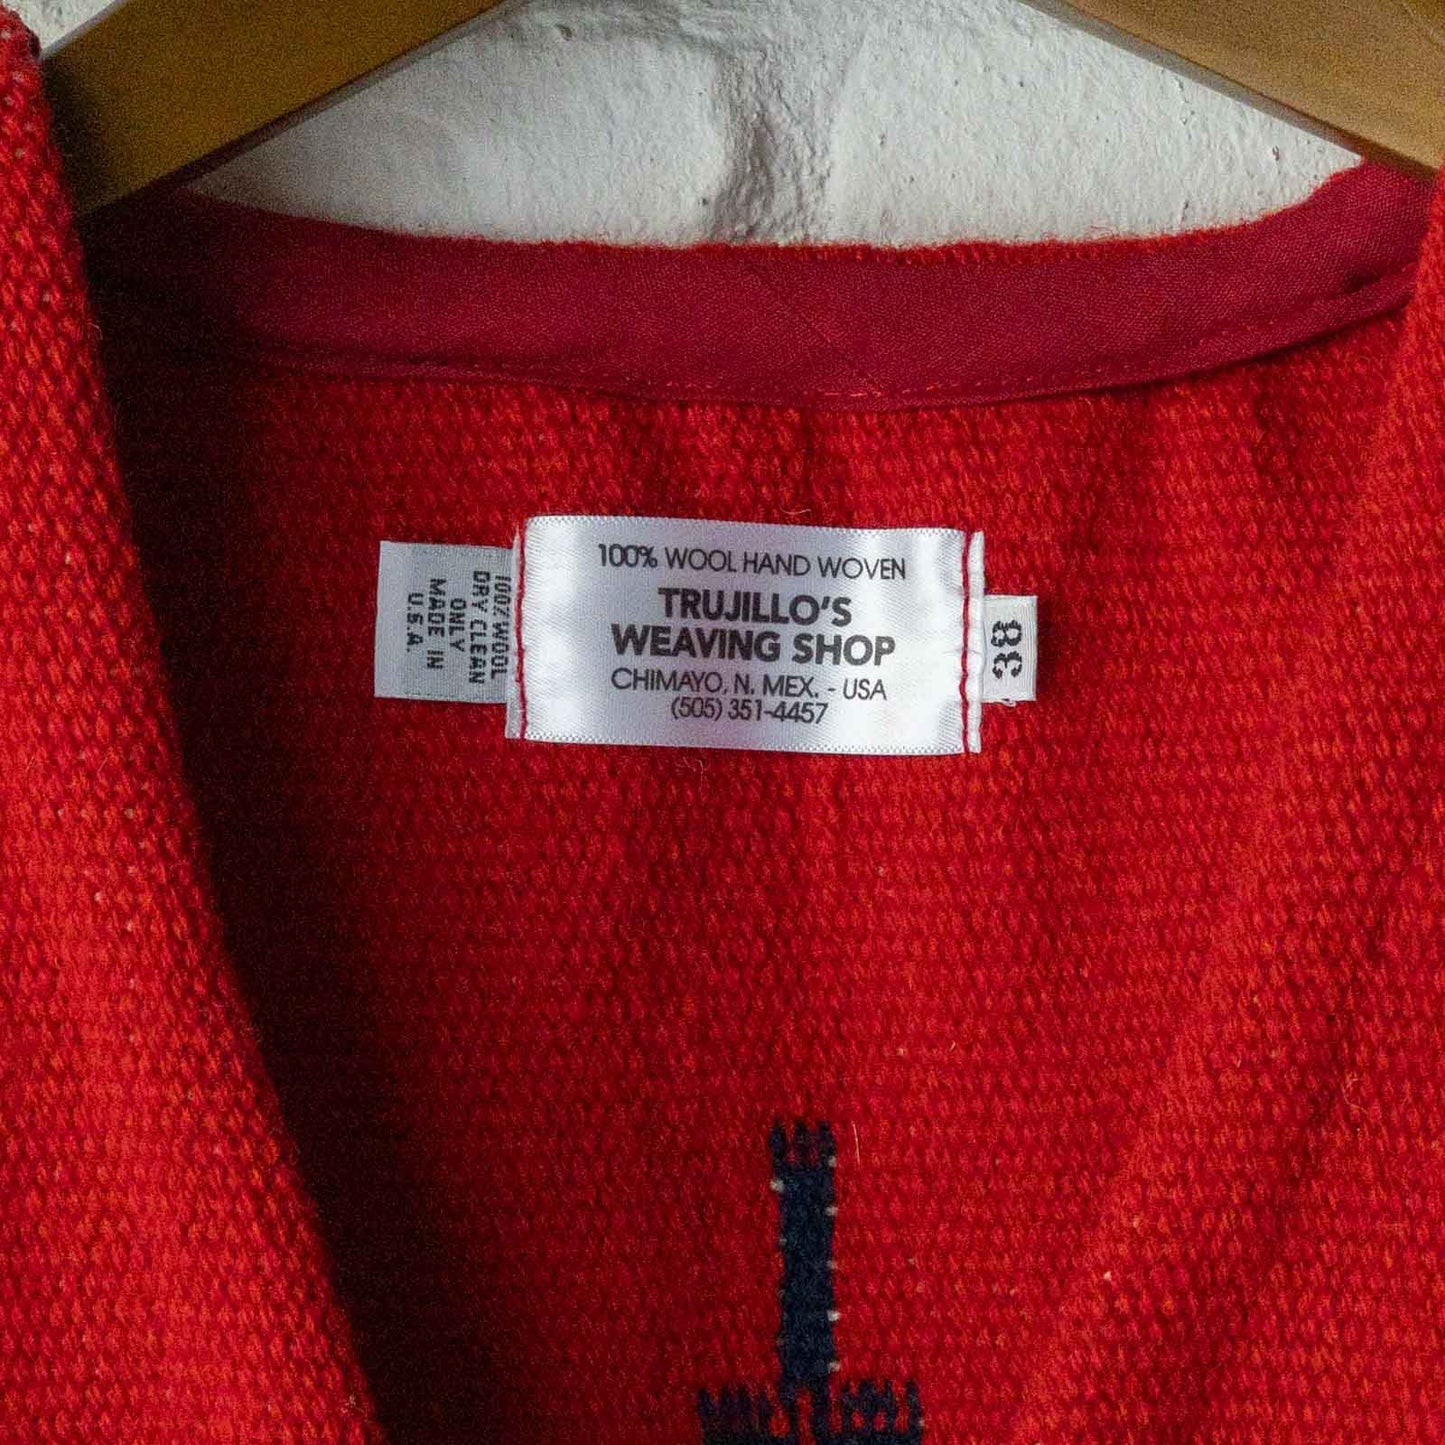 100% WOOL HAND WOVEN
TRUJILLO'S
WEAVING SHOP
CHIMAYO, N. MEX. - USA
(505) 351-4457
100% WOOL
DRY CLEAN
ONLY
MADE IN
U.S.A.
38